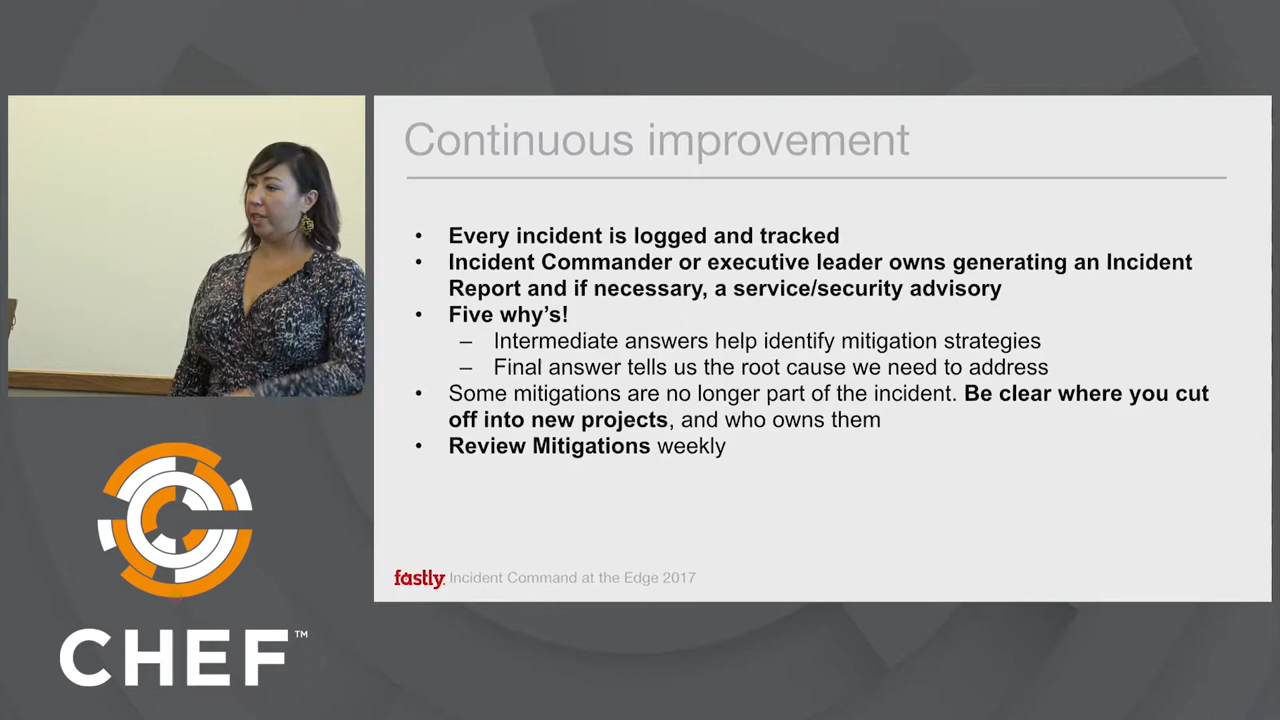 Continuous improvement
• Every incident is logged and tracked
• Incident Commander or executive leader owns generating an Incident
Report and if necessary, a service/security advisory
• Five why's!
– Intermediate answers help identify mitigation strategies
– Final answer tells us the root cause we need to address
• Some mitigations are no longer part of the incident. Be clear where you cut
off into new projects, and who owns them
• Review Mitigations weekly
fastly Incident Command at the Edge 2017
CHEF™